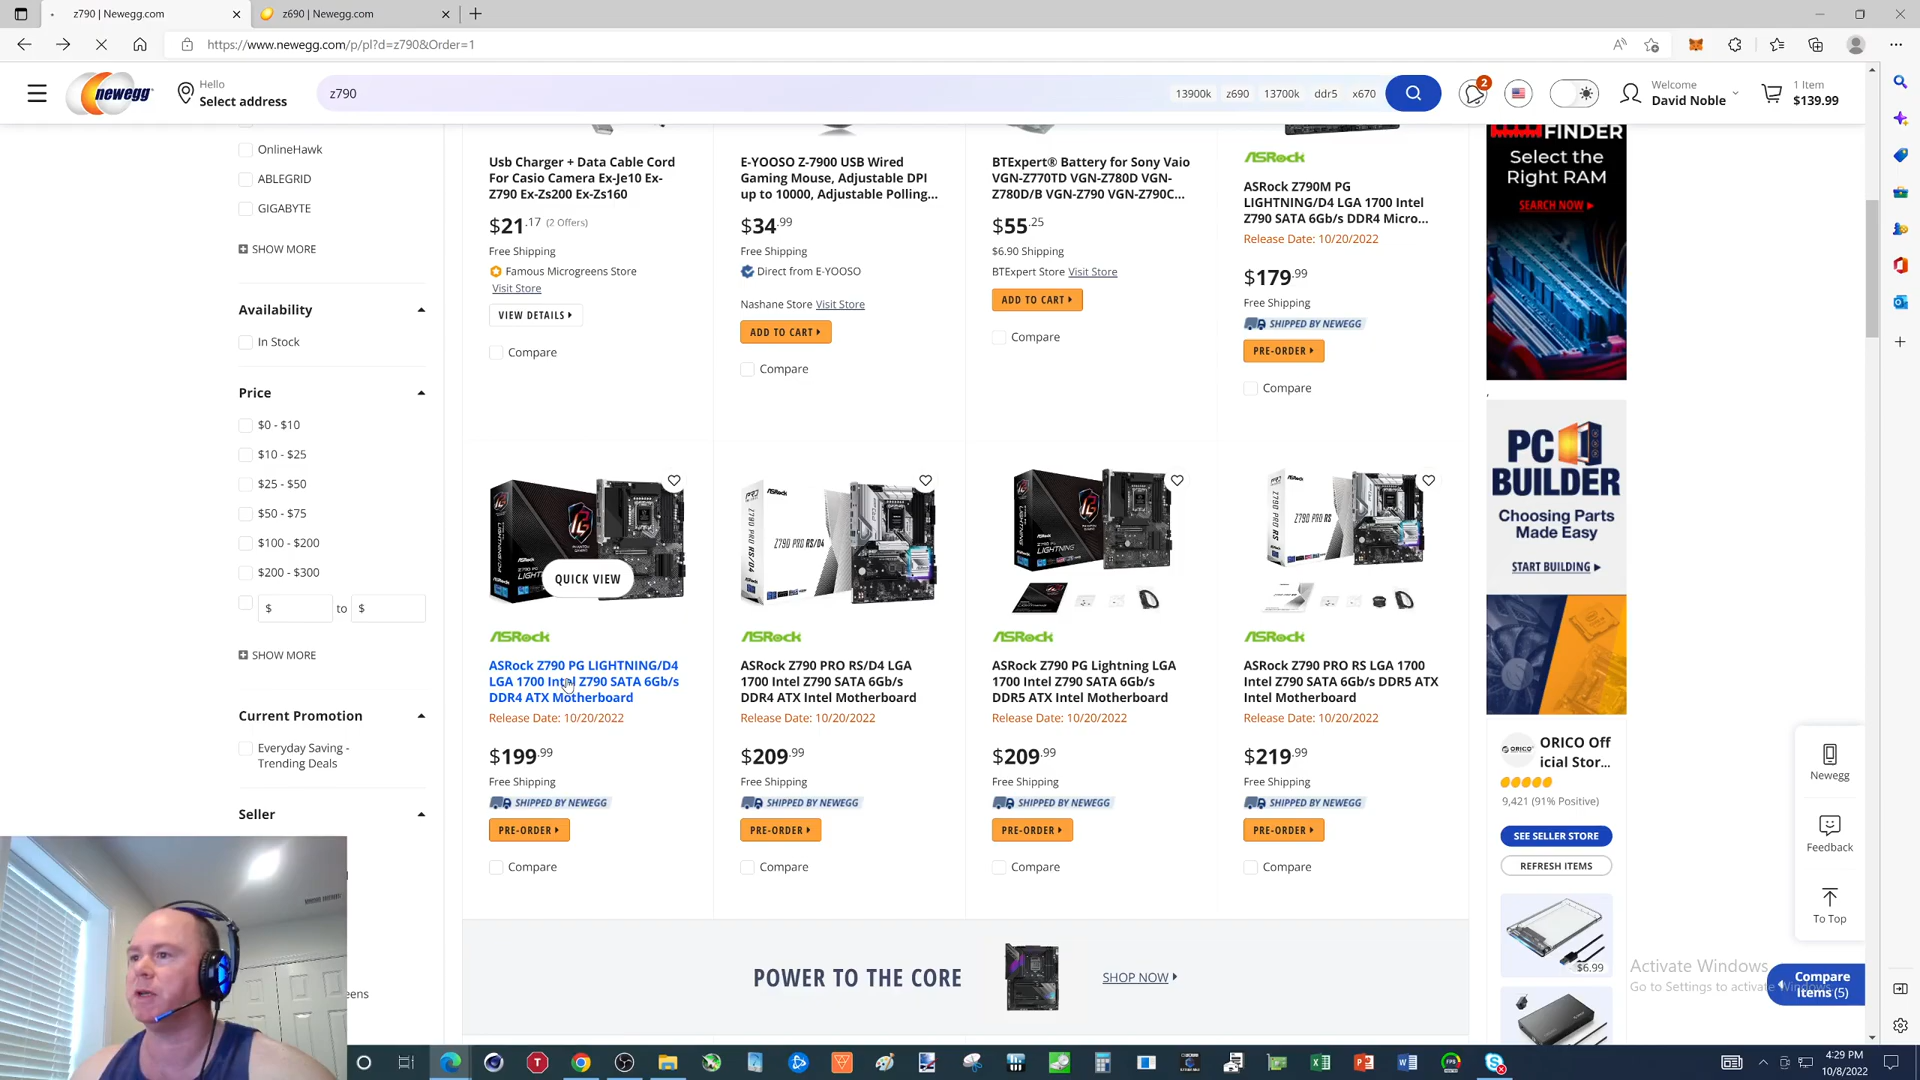 z790 | Newegg.com
z690 | Newegg.com
https://www.newegg.com/p/pl?d=z790&Order=1
newegg
Hello
Select address
z790
13900k z690 13700k ddr5 x670
2
Welcome
David Noble
1 Item
$139.99
OnlineHawk
ABLEGRID
GIGABYTE
SHOW MORE
Availability
In Stock
Price
$0 - $10
$10 - $25
$25 - $50
$50 - $75
$100 - $200
$200 - $300
$ to $
SHOW MORE
Current Promotion
Everyday Saving -
Trending Deals
Seller
Usb Charger + Data Cable Cord
For Casio Camera Ex-Je10 Ex-
Z790 Ex-Zs200 Ex-Zs160
$21.17 (2 Offers)
Free Shipping
Famous Microgreens Store
Visit Store
VIEW DETAILS
Compare
E-YOOSO Z-7900 USB Wired
Gaming Mouse, Adjustable DPI
up to 10000, Adjustable Polling...
$34.99
Free Shipping
Direct from E-YOOSO
Nashane Store Visit Store
ADD TO CART
Compare
BTExpert® Battery for Sony Vaio
VGN-Z770TD VGN-Z780D VGN-
Z780D/B VGN-Z790 VGN-Z790C...
$55.25
$6.90 Shipping
BTExpert Store Visit Store
ADD TO CART
Compare
ASRock
ASRock Z790M PG
LIGHTNING/D4 LGA 1700 Intel
Z790 SATA 6Gb/s DDR4 Micro...
Release Date: 10/20/2022
$179.99
Free Shipping
SHIPPED BY NEWEGG
PRE-ORDER
Compare
QUICK VIEW
ASRock
ASRock Z790 PG LIGHTNING/D4
LGA 1700 Intel Z790 SATA 6Gb/s
DDR4 ATX Motherboard
Release Date: 10/20/2022
$199.99
Free Shipping
SHIPPED BY NEWEGG
PRE-ORDER
Compare
Z790 PRO RS/D4
ASRock
ASRock Z790 PRO RS/D4 LGA
1700 Intel Z790 SATA 6Gb/s
DDR4 ATX Intel Motherboard
Release Date: 10/20/2022
$209.99
Free Shipping
SHIPPED BY NEWEGG
PRE-ORDER
Compare
ASRock
ASRock Z790 PG Lightning LGA
1700 Intel Z790 SATA 6Gb/s
DDR5 ATX Intel Motherboard
Release Date: 10/20/2022
$209.99
Free Shipping
SHIPPED BY NEWEGG
PRE-ORDER
Compare
Z790 PRO RS
ASRock
ASRock Z790 PRO RS LGA 1700
Intel Z790 SATA 6Gb/s DDR5 ATX
Intel Motherboard
Release Date: 10/20/2022
$219.99
Free Shipping
SHIPPED BY NEWEGG
PRE-ORDER
Compare
POWER TO THE CORE
SHOP NOW
FINDER
Select the
Right RAM
SEARCH NOW
PC
BUILDER
Choosing Parts
Made Easy
START BUILDING
ORICO
ORICO Off
icial Stor...
9,421 (91% Positive)
SEE SELLER STORE
REFRESH ITEMS
$6.99
Newegg
Feedback
To Top
Activate Windows
Go to Settings to activate Windows.
Compare
Items (5)
eens
4:29 PM
10/8/2022